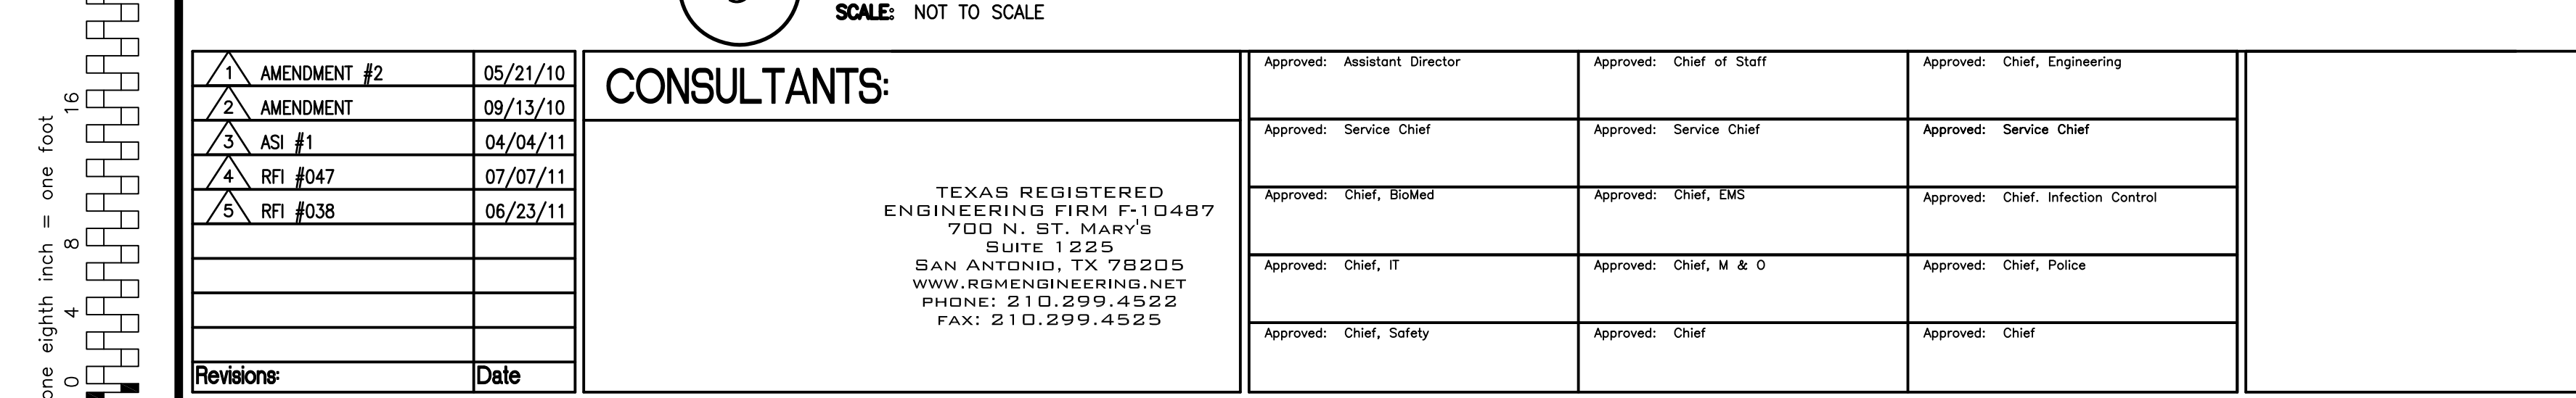 SCALE: NOT TO SCALE
1 AMENDMENT #2 05/21/10
2 AMENDMENT 09/13/10
3 ASI #1 04/04/11
4 RFI #047 07/07/11
5 RFI #038 06/23/11
Revisions: Date
CONSULTANTS:
TEXAS REGISTERED
ENGINEERING FIRM F-10487
700 N. ST. MARY'S
SUITE 1225
SAN ANTONIO, TX 78205
WWW.RGMENGINEERING.NET
PHONE: 210.299.4522
FAX: 210.299.4525
Approved: Assistant Director
Approved: Chief of Staff
Approved: Chief, Engineering
Approved: Service Chief
Approved: Service Chief
Approved: Service Chief
Approved: Chief, BioMed
Approved: Chief, EMS
Approved: Chief. Infection Control
Approved: Chief, IT
Approved: Chief, M & O
Approved: Chief, Police
Approved: Chief, Safety
Approved: Chief
Approved: Chief
one eighth inch = one foot
0 4 8 16